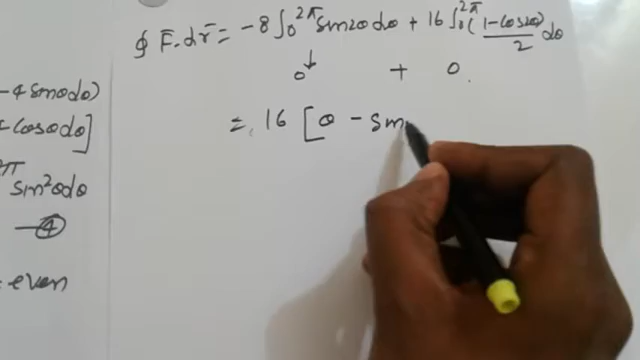 ∮ F̄.dr̄ = -8 ∫₀^2π sin2θ dθ + 16 ∫₀^2π (1-cos2θ)/2 dθ
-4 sinθdθ)
0 + 0.
-cosθdθ]
= 16 [θ - sin
2π sin²θdθ
-④
= even